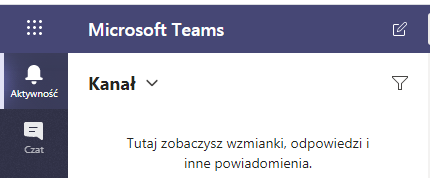 Microsoft Teams
Aktywność
Kanał
Czat
Tutaj zobaczysz wzmianki, odpowiedzi i
inne powiadomienia.